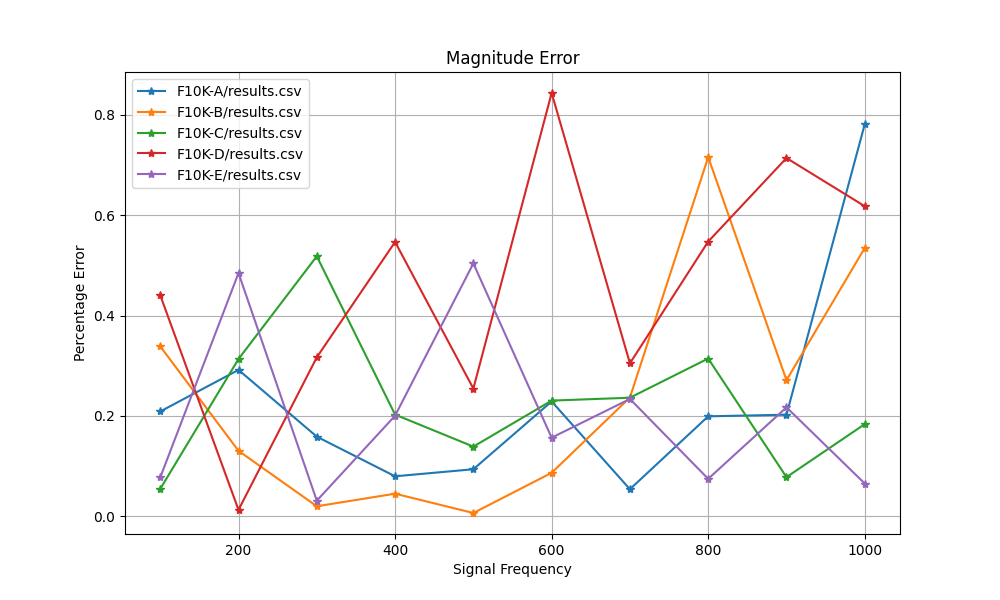 Magnitude Error
F10K-A/results.csv
F10K-B/results.csv
F10K-C/results.csv
F10K-D/results.csv
F10K-E/results.csv
Percentage Error
0.8
0.6
0.4
0.2
0.0
200 400 600 800 1000
Signal Frequency